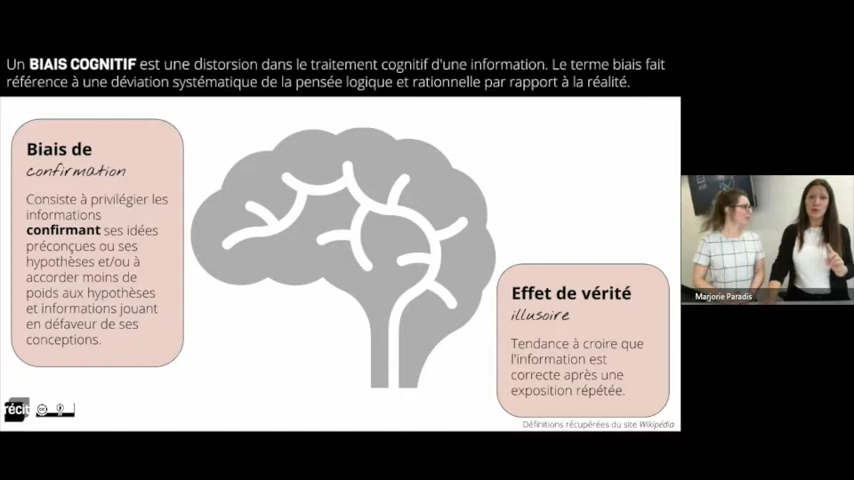 Un BIAIS COGNITIF est une distorsion dans le traitement cognitif d'une information. Le terme biais fait
référence à une déviation systématique de la pensée logique et rationnelle par rapport à la réalité.
Biais de
confirmation
Consiste à privilégier les
informations
confirmant ses idées
préconçues ou ses
hypothèses et/ou à
accorder moins de
poids aux hypothèses
et informations jouant
en défaveur de ses
conceptions.
Effet de vérité
illusoire
Tendance à croire que
l'information est
correcte après une
exposition répétée.
Définitions récupérées du site Wikipédia
récit
Marjorie Paradis